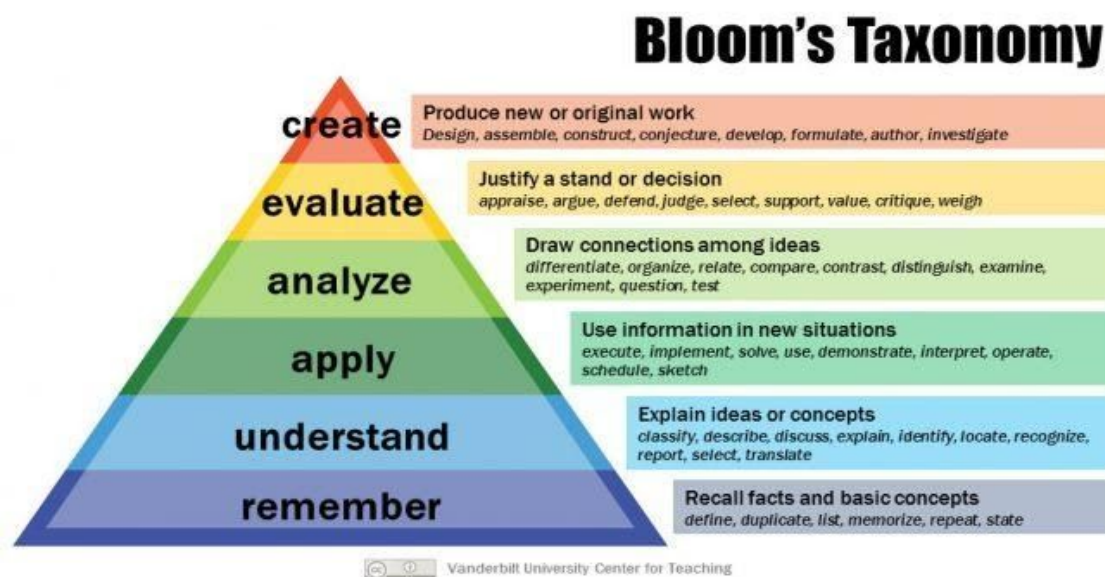 Bloom's Taxonomy
create
Produce new or original work
Design, assemble, construct, conjecture, develop, formulate, author, investigate
evaluate
Justify a stand or decision
appraise, argue, defend, judge, select, support, value, critique, weigh
analyze
Draw connections among ideas
differentiate, organize, relate, compare, contrast, distinguish, examine,
experiment, question, test
apply
Use information in new situations
execute, implement, solve, use, demonstrate, interpret, operate,
schedule, sketch
understand
Explain ideas or concepts
classify, describe, discuss, explain, identify, locate, recognize,
report, select, translate
remember
Recall facts and basic concepts
define, duplicate, list, memorize, repeat, state
cc
Vanderbilt University Center for Teaching